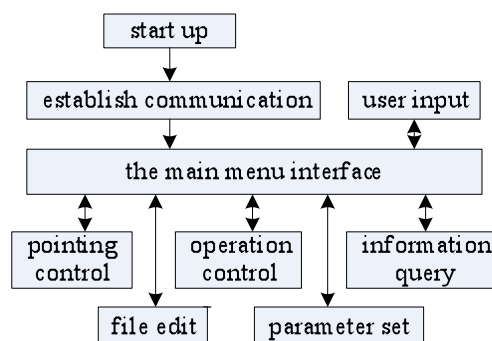 start up
establish communication
user input
the main menu interface
pointing
control
operation
control
information
query
file edit
parameter set